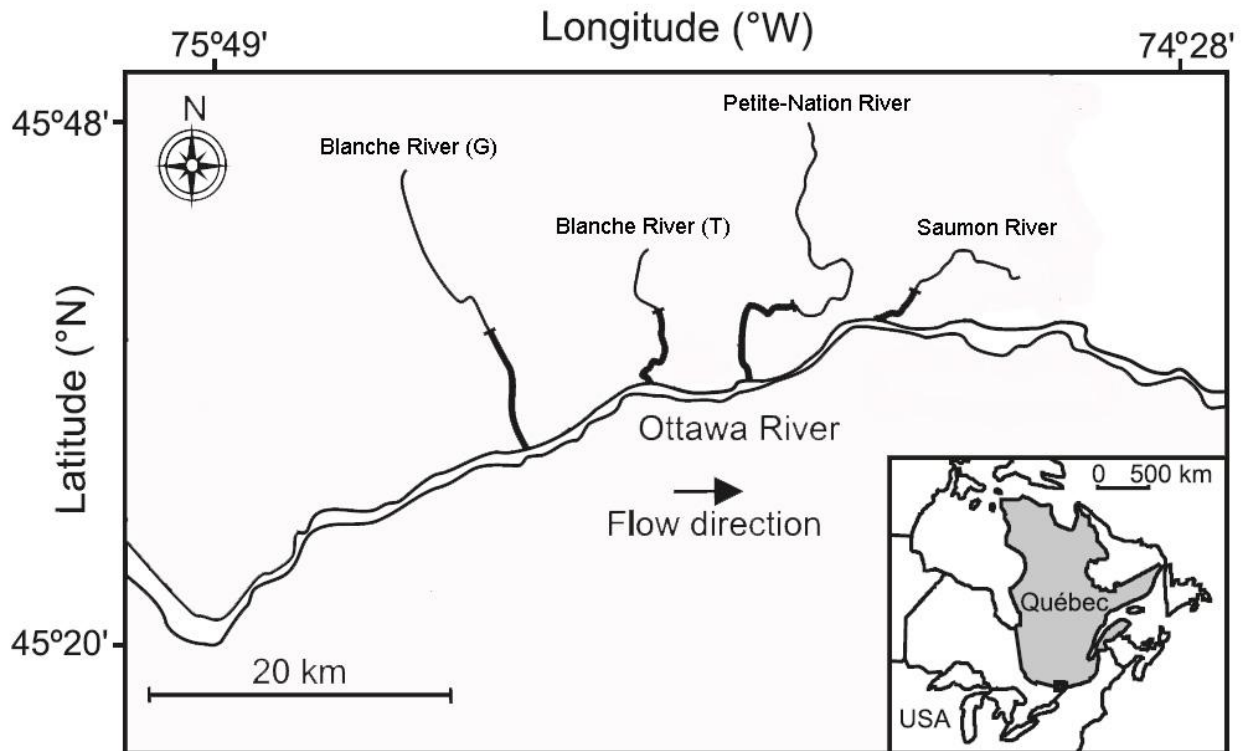 Longitude (°W)
75º49'
74º28'
45º48'
N
Petite-Nation River
Blanche River (G)
Blanche River (T)
Saumon River
Latitude (°N)
Ottawa River
Flow direction
45º20'
20 km
0 500 km
Québec
USA